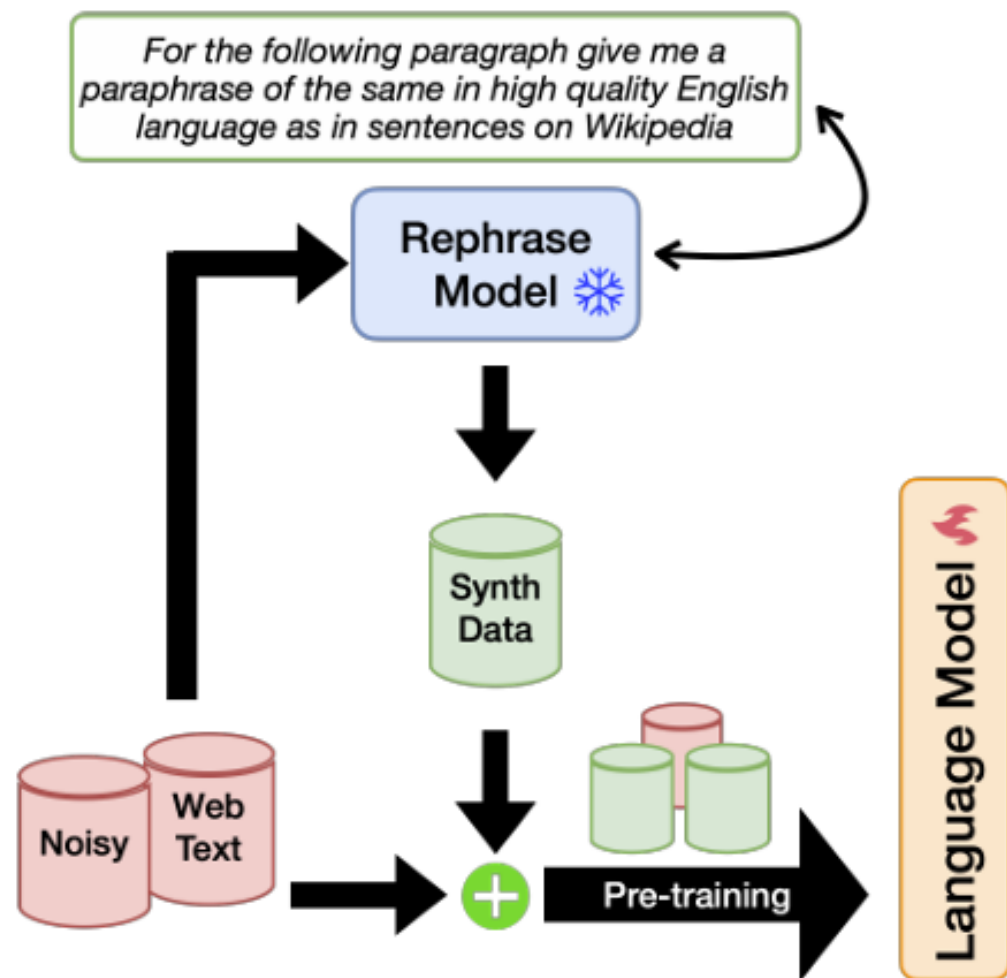 For the following paragraph give me a
paraphrase of the same in high quality English
language as in sentences on Wikipedia
Rephrase
Model
Synth
Data
Noisy
Web
Text
Pre-training
Language Model